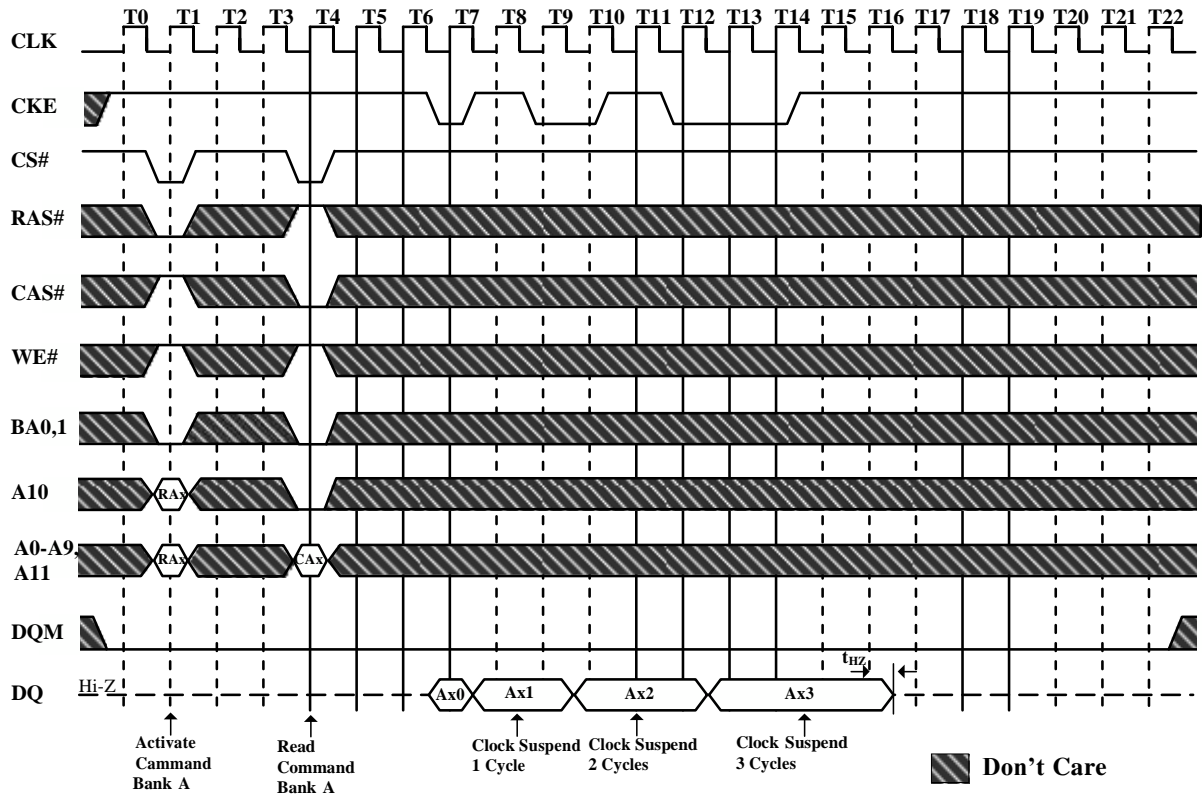 T0 T1 T2 T3 T4 T5 T6 T7 T8 T9 T10 T11 T12 T13 T14 T15 T16 T17 T18 T19 T20 T21 T22
CLK
CKE
CS#
RAS#
CAS#
WE#
BA0,1
A10
RAx
A0-A9,
A11
RAx
CAx
DQM
tHZ
DQ
Hi-Z
Ax0
Ax1
Ax2
Ax3
Activate
Cammand
Bank A
Read
Command
Bank A
Clock Suspend
1 Cycle
Clock Suspend
2 Cycles
Clock Suspend
3 Cycles
Don't Care